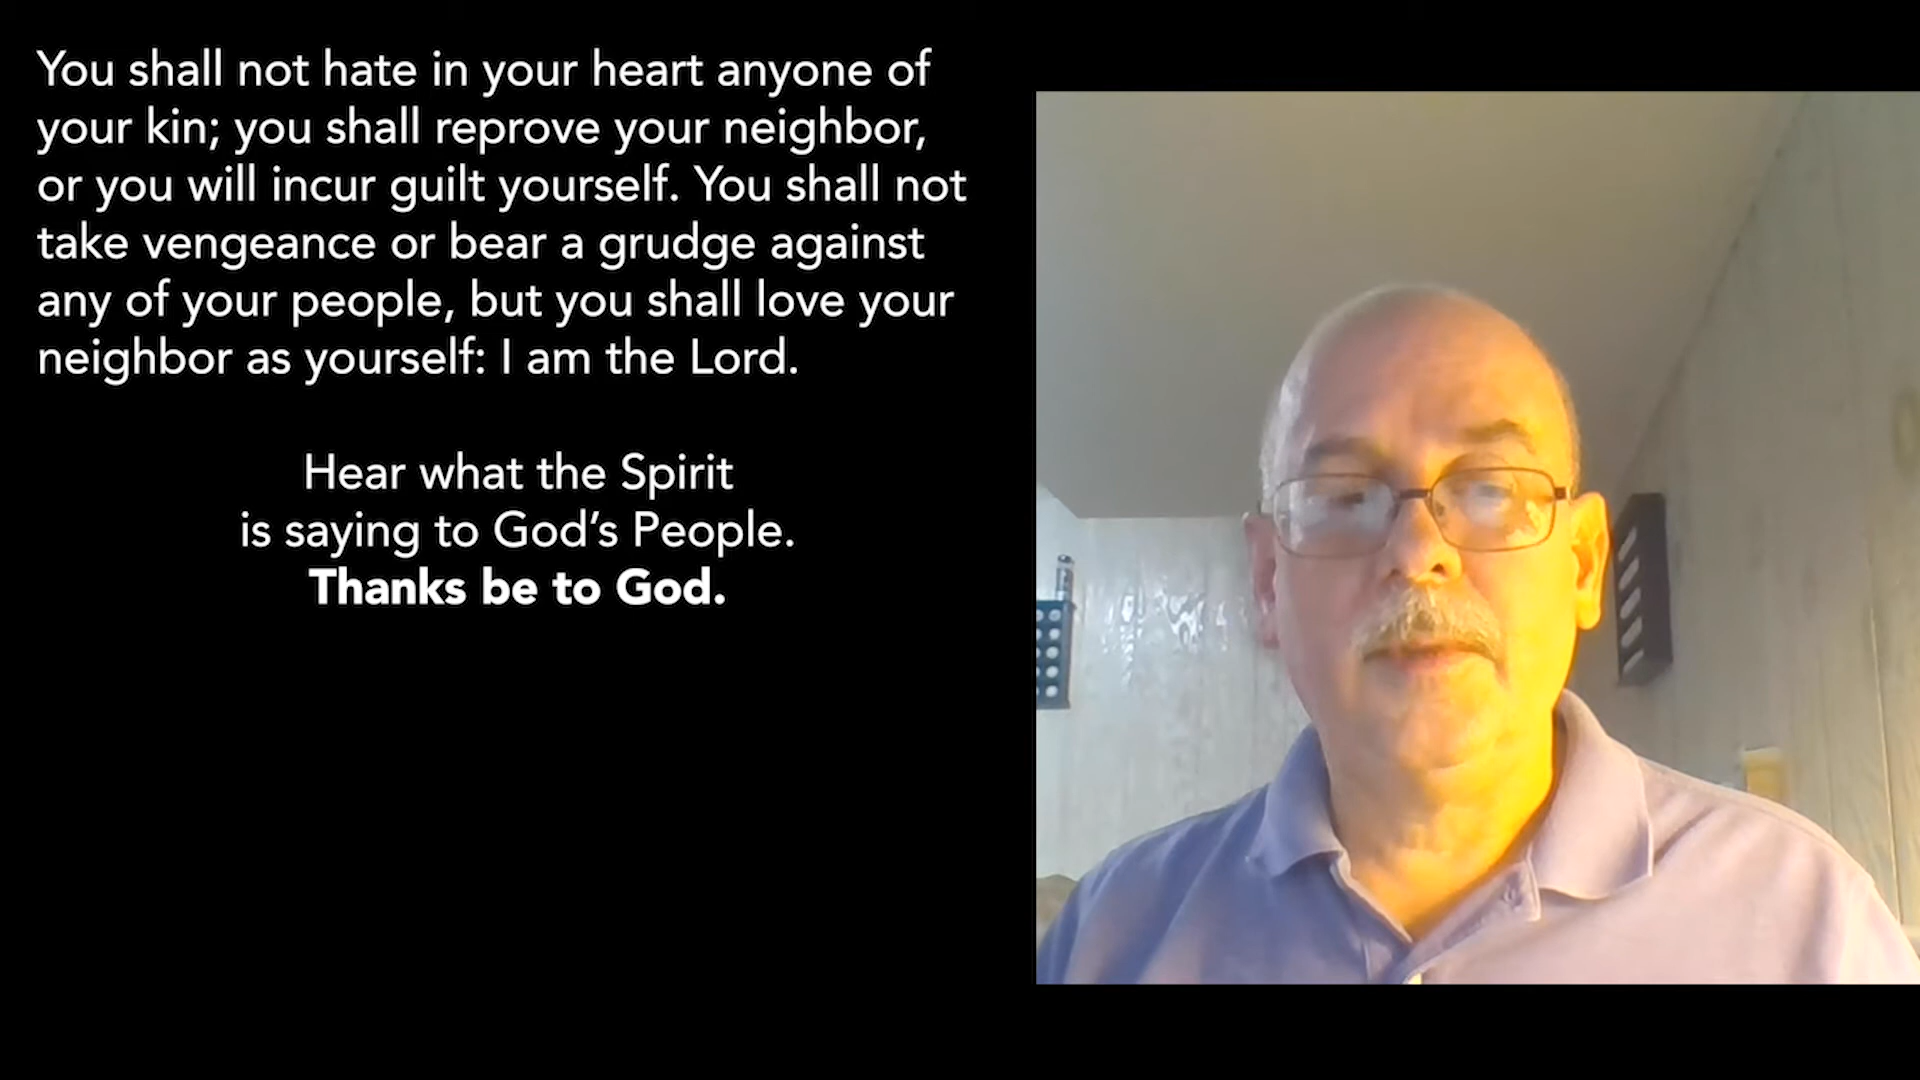 You shall not hate in your heart anyone of
your kin; you shall reprove your neighbor,
or you will incur guilt yourself. You shall not
take vengeance or bear a grudge against
any of your people, but you shall love your
neighbor as yourself: I am the Lord.
Hear what the Spirit
is saying to God’s People.
Thanks be to God.